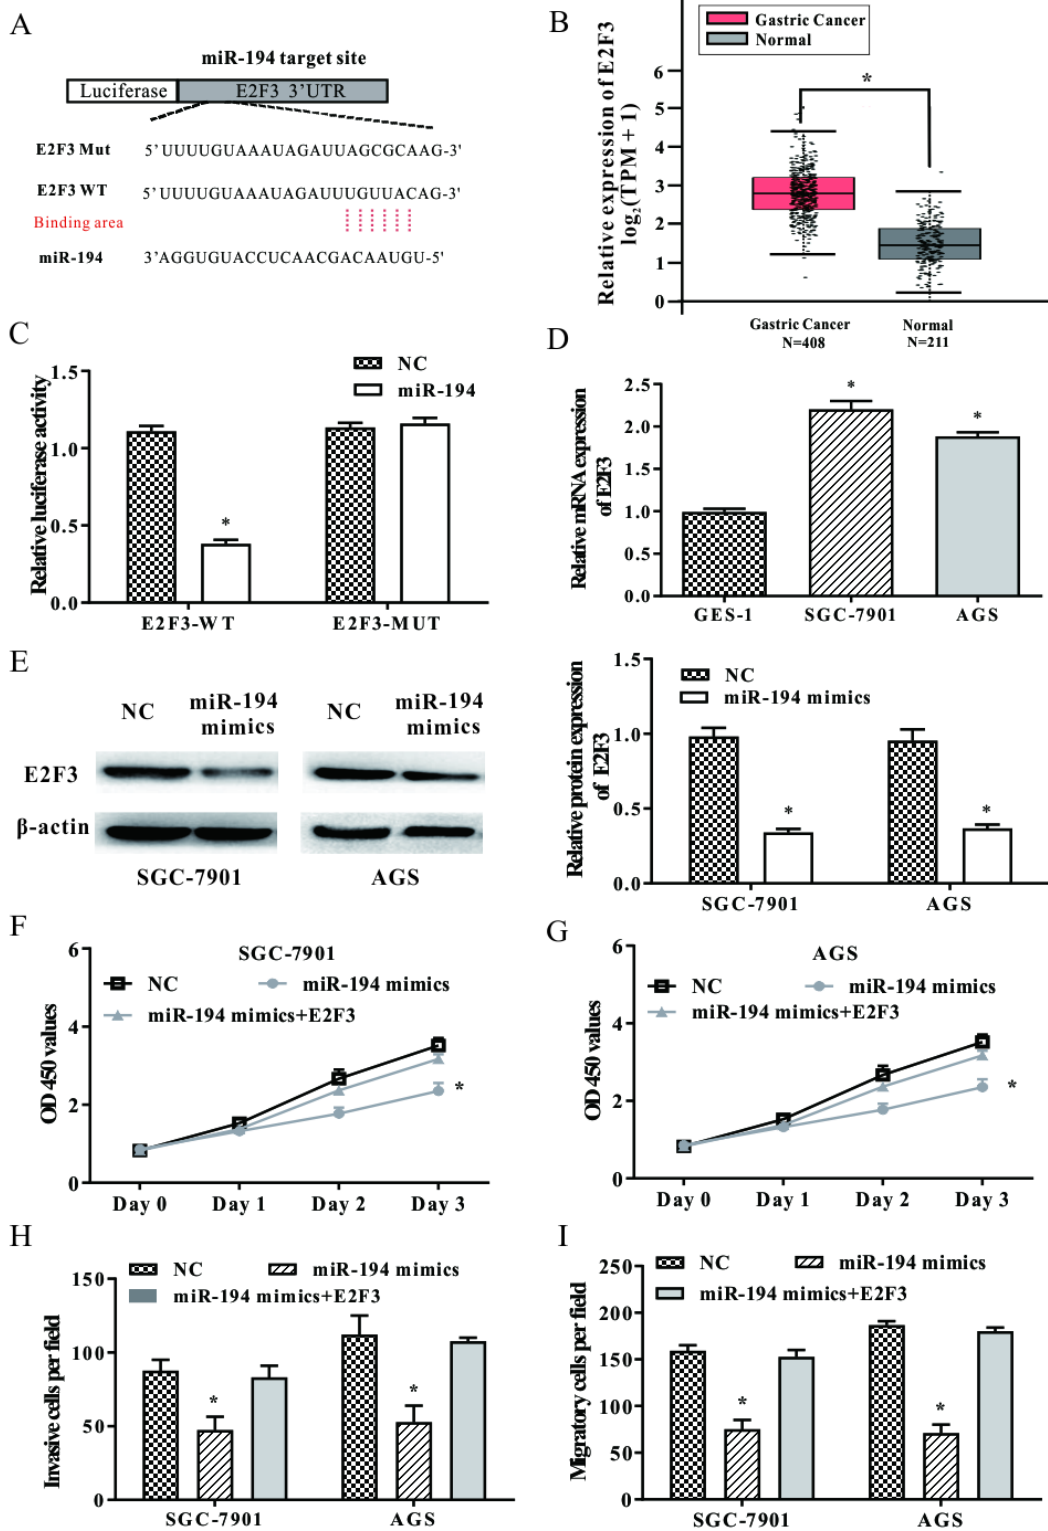 A
miR-194 target site
Luciferase E2F3 3'UTR
E2F3 Mut 5'UUUUGUAAAUAGAUUAGCGCAAG-3'
E2F3 WT 5'UUUUGUAAAUAGAUUUGUUACAG-3'
Binding area
miR-194 3'AGGUGUACCUCAACGACAAUGU-5'
B
Relative expression of E2F3
log2(TPM + 1)
Gastric Cancer
Normal
6
5
4
3
2
1
0
*
Gastric Cancer
N=408
Normal
N=211
C
Relative luciferase activity
1.5
1.0
0.5
0.0
NC
miR-194
*
E2F3-WT E2F3-MUT
D
Relative mRNA expression
of E2F3
2.5
2.0
1.5
1.0
0.5
0.0
*
*
GES-1 SGC-7901 AGS
E
NC miR-194
mimics
NC miR-194
mimics
E2F3
β-actin
SGC-7901 AGS
Relative protein expression
of E2F3
1.5
1.0
0.5
0.0
NC
miR-194 mimics
*
*
SGC-7901 AGS
F
SGC-7901
NC miR-194 mimics
miR-194 mimics+E2F3
OD 450 values
6
4
2
0
*
Day 0 Day 1 Day 2 Day 3
G
AGS
NC miR-194 mimics
miR-194 mimics+E2F3
OD 450 values
6
4
2
0
*
Day 0 Day 1 Day 2 Day 3
H
NC miR-194 mimics
miR-194 mimics+E2F3
Invasive cells per field
150
100
50
0
*
*
SGC-7901 AGS
I
NC miR-194 mimics
miR-194 mimics+E2F3
Migratory cells per field
250
200
150
100
50
0
*
*
SGC-7901 AGS